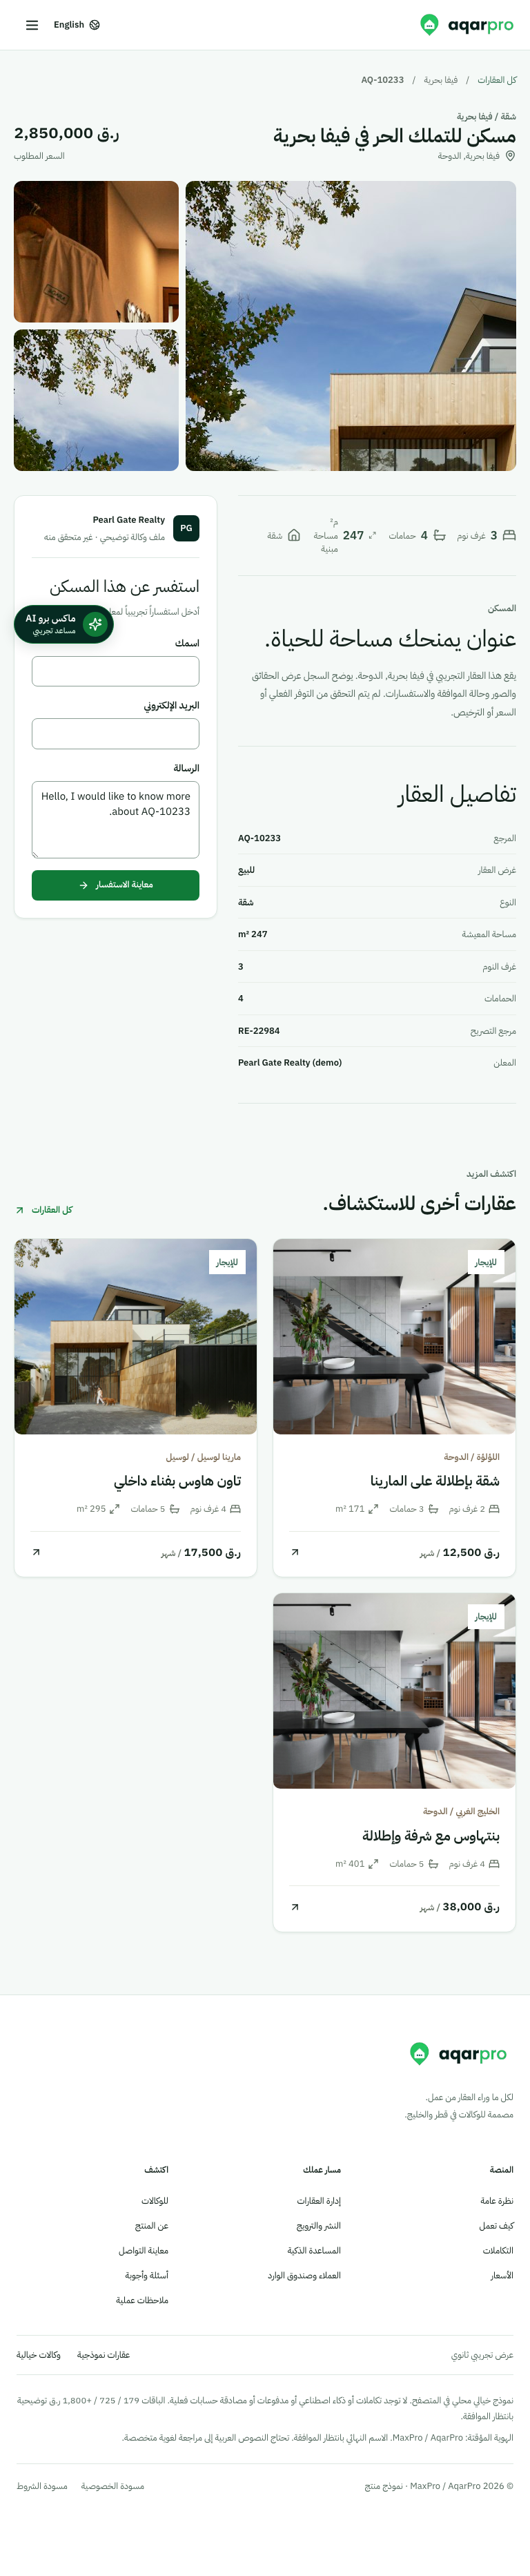 aqarpro
English
كل العقارات / فيفا بحرية / AQ-10233
شقة / فيفا بحرية
مسكن للتملك الحر في فيفا بحرية
فيفا بحرية, الدوحة
ر.ق 2,850,000
السعر المطلوب
3 غرف نوم
4 حمامات
247 م² مساحة مبنية
شقة
المسكن
عنوان يمنحك مساحة للحياة.
يقع هذا العقار التجريبي في فيفا بحرية, الدوحة. يوضح السجل عرض الحقائق
والصور وحالة الموافقة والاستفسارات. لم يتم التحقق من التوفر الفعلي أو
السعر أو الترخيص.
تفاصيل العقار
المرجع AQ-10233
غرض العقار للبيع
النوع شقة
مساحة المعيشة 247 m²
غرف النوم 3
الحمامات 4
مرجع التصريح RE-22984
المعلن Pearl Gate Realty (demo)
PG
Pearl Gate Realty
ملف وكالة توضيحي · غير متحقق منه
استفسر عن هذا المسكن
أدخل استفساراً تجريبياً
ماكس برو AI
مساعد تجريبي
اسمك
البريد الإلكتروني
الرسالة
Hello, I would like to know more
about AQ-10233.
معاينة الاستفسار
اكتشف المزيد
عقارات أخرى للاستكشاف.
كل العقارات
للإيجار
اللؤلؤة / الدوحة
شقة بإطلالة على المارينا
2 غرف نوم 3 حمامات 171 m²
ر.ق 12,500 / شهر
للإيجار
مارينا لوسيل / لوسيل
تاون هاوس بفناء داخلي
4 غرف نوم 5 حمامات 295 m²
ر.ق 17,500 / شهر
للإيجار
الخليج الغربي / الدوحة
بنتهاوس مع شرفة وإطلالة
4 غرف نوم 5 حمامات 401 m²
ر.ق 38,000 / شهر
aqarpro
لكل ما وراء العقار من عمل.
مصممة للوكالات في قطر والخليج.
المنصة
نظرة عامة
كيف تعمل
التكاملات
الأسعار
مسار عملك
إدارة العقارات
النشر والترويج
المساعدة الذكية
العملاء وصندوق الوارد
اكتشف
للوكالات
عن المنتج
معاينة التواصل
أسئلة وأجوبة
ملاحظات عملية
عرض تجريبي ثانوي
عقارات نموذجية
وكالات خيالية
نموذج خيالي محلي في المتصفح. لا توجد تكاملات أو ذكاء اصطناعي أو مدفوعات أو مصادقة حسابات فعلية. الباقات 179 / 725 / 1,800+ ر.ق توضيحية
بانتظار الموافقة.
الهوية المؤقتة: MaxPro / AqarPro. الاسم النهائي بانتظار الموافقة. تحتاج النصوص العربية إلى مراجعة لغوية متخصصة.
© 2026 MaxPro / AqarPro · نموذج منتج
مسودة الخصوصية
مسودة الشروط